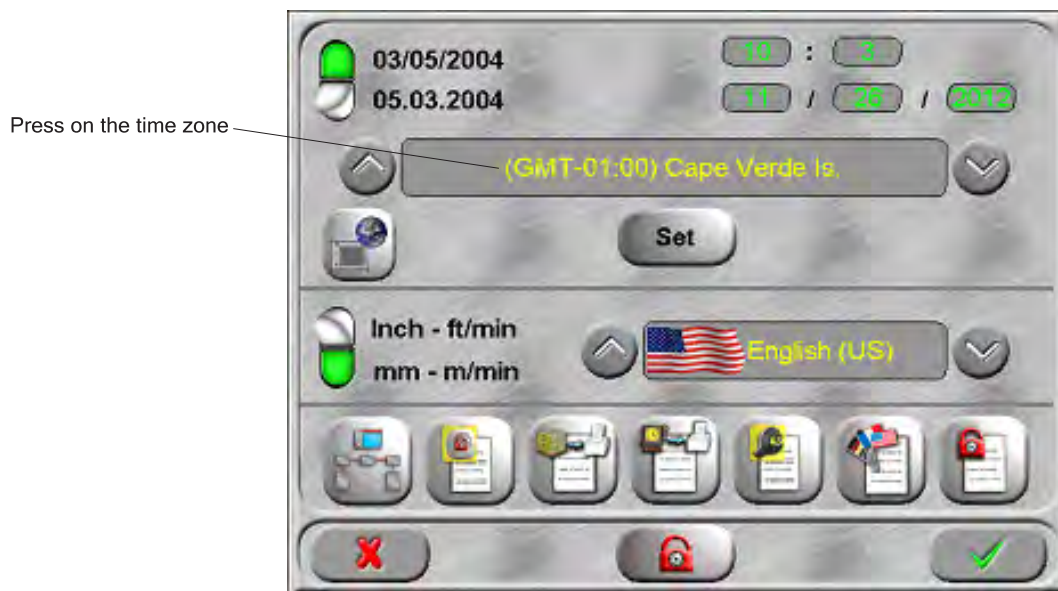 03/05/2004
05.03.2004
10 : 3
11 / 28 / 2012
Press on the time zone
(GMT-01:00) Cape Verde Is.
Set
Inch - ft/min
mm - m/min
English (US)